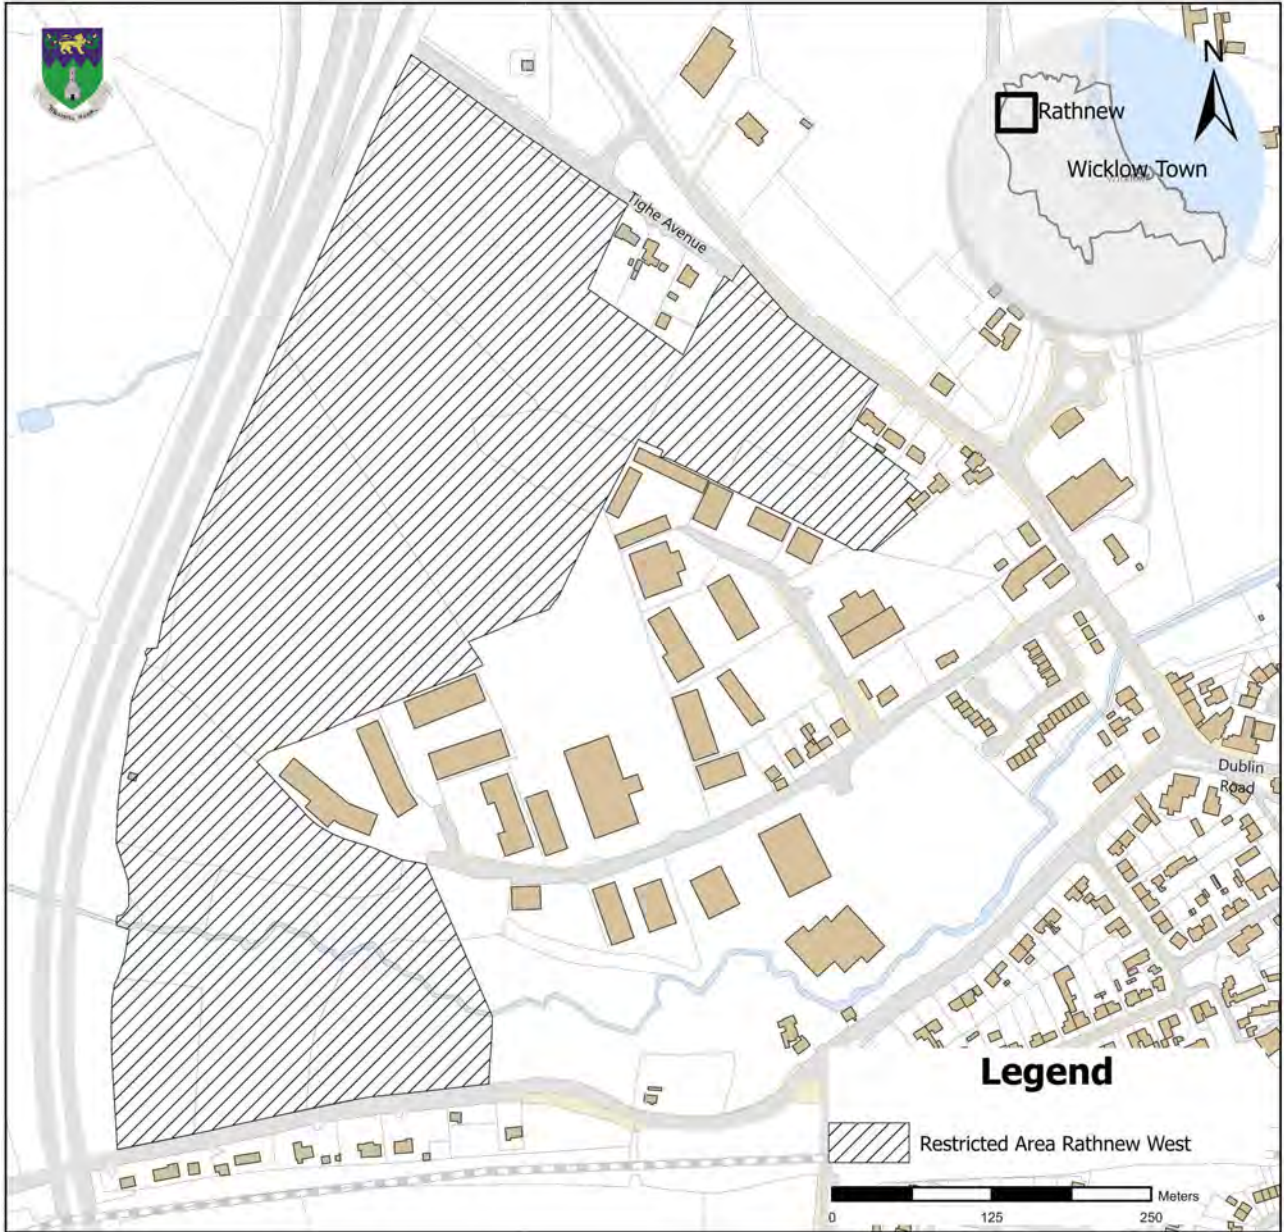 N
Rathnew
Wicklow Town
Tighe Avenue
Dublin
Road
Legend
Restricted Area Rathnew West
Meters
0 125 250